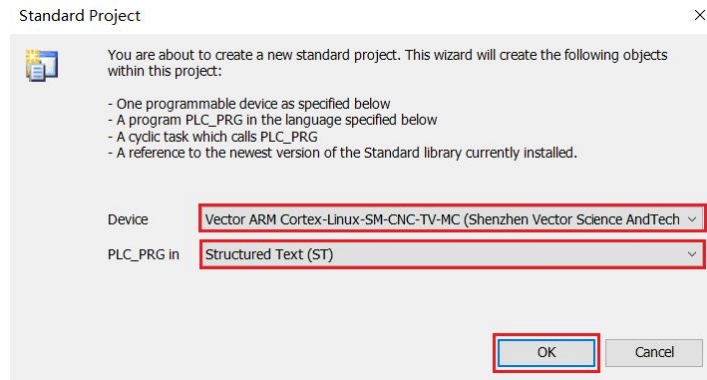 Standard Project
You are about to create a new standard project. This wizard will create the following objects
within this project:
- One programmable device as specified below
- A program PLC_PRG in the language specified below
- A cyclic task which calls PLC_PRG
- A reference to the newest version of the Standard library currently installed.
Device Vector ARM Cortex-Linux-SM-CNC-TV-MC (Shenzhen Vector Science AndTech
PLC_PRG in Structured Text (ST)
OK Cancel